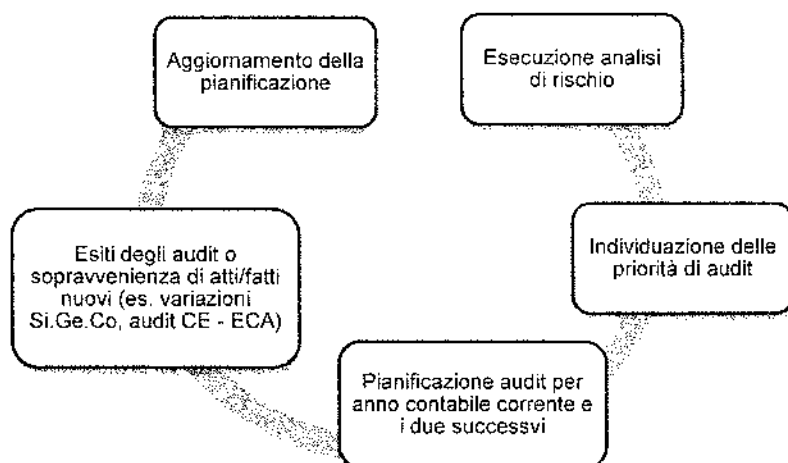 Aggiornamento della
pianificazione
Esecuzione analisi
di rischio
Individuazione delle
priorità di audit
Pianificazione audit per
anno contabile corrente e
i due successvi
Esiti degli audit o
sopravvenienza di atti/fatti
nuovi (es. variazioni
Si.Ge.Co, audit CE - ECA)